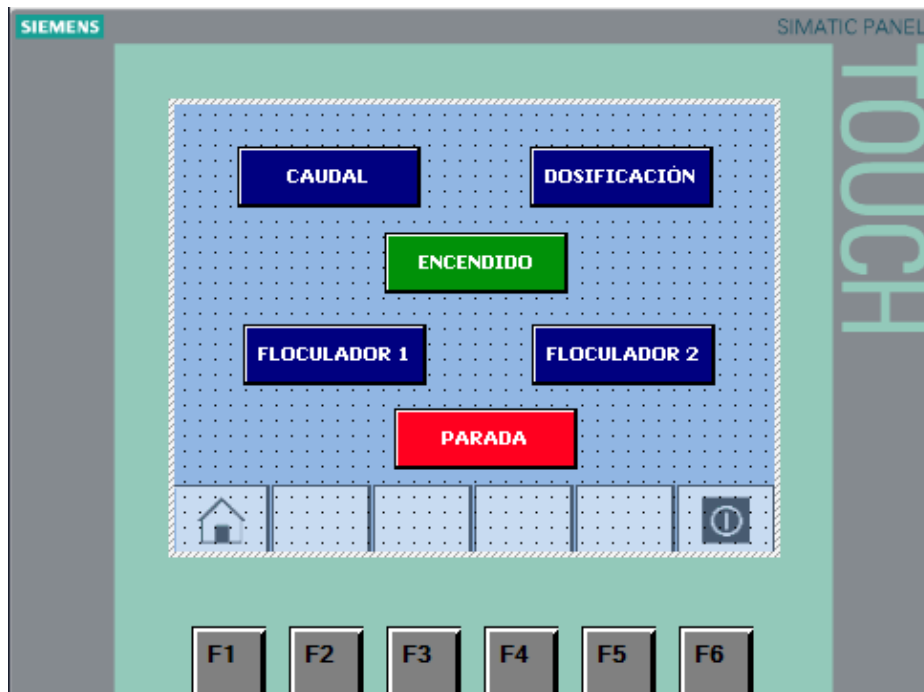 SIEMENS
SIMATIC PANEL
TOUCH
CAUDAL
DOSIFICACIÓN
ENCENDIDO
FLOCULADOR 1
FLOCULADOR 2
PARADA
F1
F2
F3
F4
F5
F6